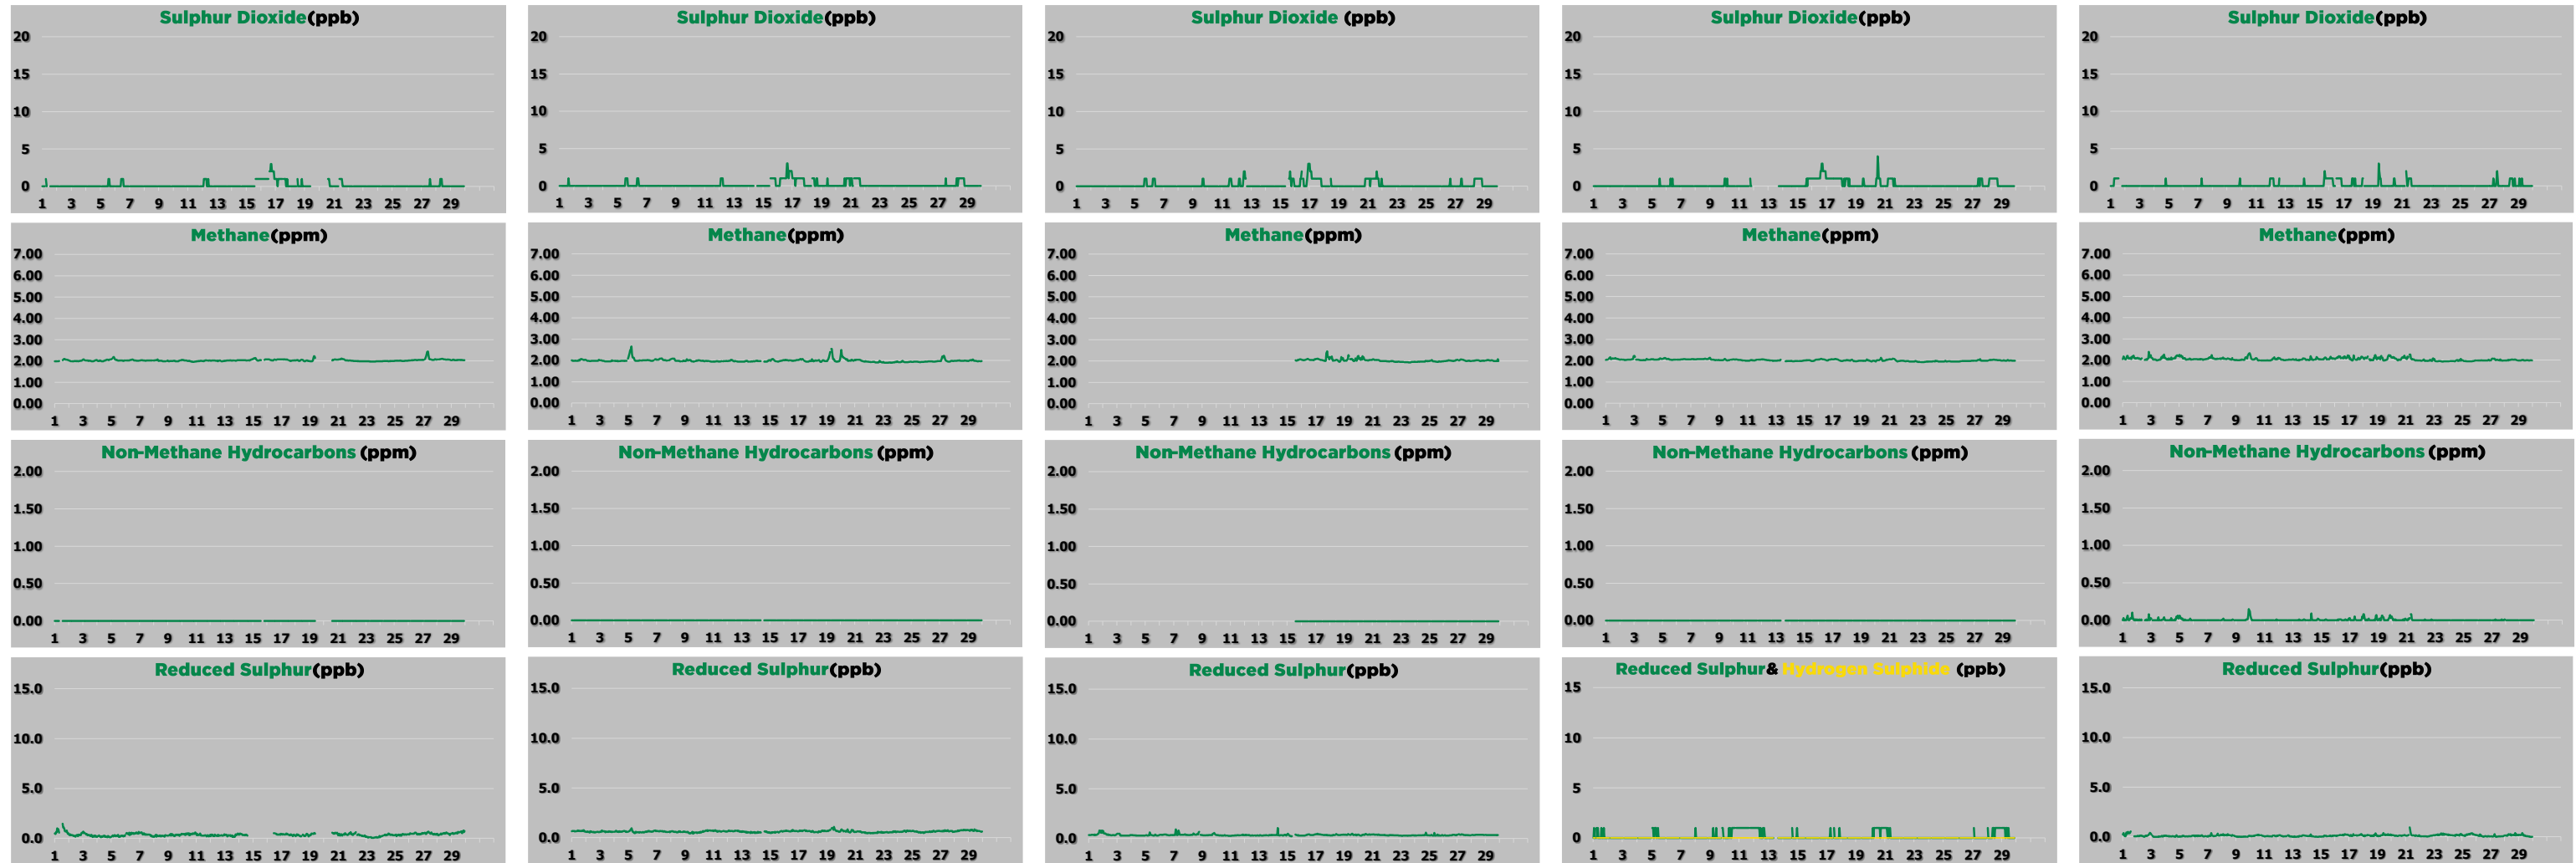 Sulphur Dioxide(ppb)
20
15
10
5
0
1 3 5 7 9 11 13 15 17 19 21 23 25 27 29
Sulphur Dioxide(ppb)
20
15
10
5
0
1 3 5 7 9 11 13 15 17 19 21 23 25 27 29
Sulphur Dioxide (ppb)
20
15
10
5
0
1 3 5 7 9 11 13 15 17 19 21 23 25 27 29
Sulphur Dioxide(ppb)
20
15
10
5
0
1 3 5 7 9 11 13 15 17 19 21 23 25 27 29
Sulphur Dioxide(ppb)
20
15
10
5
0
1 3 5 7 9 11 13 15 17 19 21 23 25 27 29
Methane(ppm)
7.00
6.00
5.00
4.00
3.00
2.00
1.00
0.00
1 3 5 7 9 11 13 15 17 19 21 23 25 27 29
Methane(ppm)
7.00
6.00
5.00
4.00
3.00
2.00
1.00
0.00
1 3 5 7 9 11 13 15 17 19 21 23 25 27 29
Methane(ppm)
7.00
6.00
5.00
4.00
3.00
2.00
1.00
0.00
1 3 5 7 9 11 13 15 17 19 21 23 25 27 29
Methane(ppm)
7.00
6.00
5.00
4.00
3.00
2.00
1.00
0.00
1 3 5 7 9 11 13 15 17 19 21 23 25 27 29
Methane(ppm)
7.00
6.00
5.00
4.00
3.00
2.00
1.00
0.00
1 3 5 7 9 11 13 15 17 19 21 23 25 27 29
Non-Methane Hydrocarbons (ppm)
2.00
1.50
1.00
0.50
0.00
1 3 5 7 9 11 13 15 17 19 21 23 25 27 29
Non-Methane Hydrocarbons (ppm)
2.00
1.50
1.00
0.50
0.00
1 3 5 7 9 11 13 15 17 19 21 23 25 27 29
Non-Methane Hydrocarbons (ppm)
2.00
1.50
1.00
0.50
0.00
1 3 5 7 9 11 13 15 17 19 21 23 25 27 29
Non-Methane Hydrocarbons (ppm)
2.00
1.50
1.00
0.50
0.00
1 3 5 7 9 11 13 15 17 19 21 23 25 27 29
Non-Methane Hydrocarbons (ppm)
2.00
1.50
1.00
0.50
0.00
1 3 5 7 9 11 13 15 17 19 21 23 25 27 29
Reduced Sulphur(ppb)
15.0
10.0
5.0
0.0
1 3 5 7 9 11 13 15 17 19 21 23 25 27 29
Reduced Sulphur(ppb)
15.0
10.0
5.0
0.0
1 3 5 7 9 11 13 15 17 19 21 23 25 27 29
Reduced Sulphur(ppb)
15.0
10.0
5.0
0.0
1 3 5 7 9 11 13 15 17 19 21 23 25 27 29
Reduced Sulphur& Hydrogen Sulphide (ppb)
15
10
5
0
1 3 5 7 9 11 13 15 17 19 21 23 25 27 29
Reduced Sulphur(ppb)
15.0
10.0
5.0
0.0
1 3 5 7 9 11 13 15 17 19 21 23 25 27 29